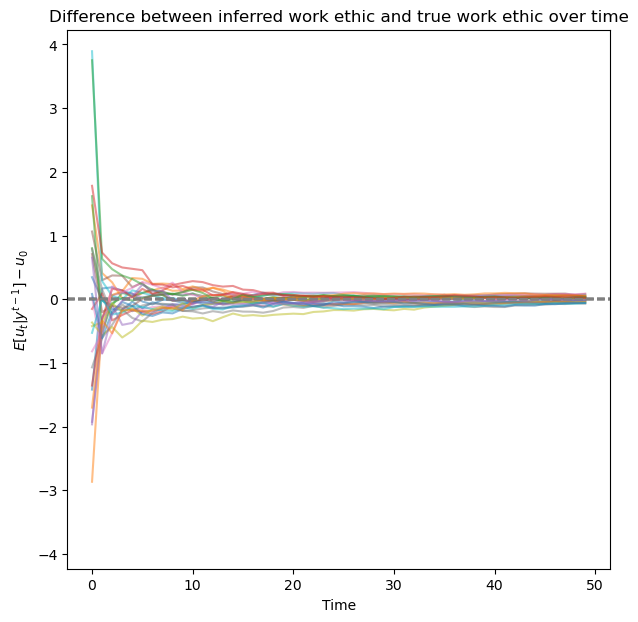 Difference between inferred work ethic and true work ethic over time
4
3
2
1
0
−1
−2
−3
−4
E[u_t|y^{t−1}] − u_0
0 10 20 30 40 50
Time